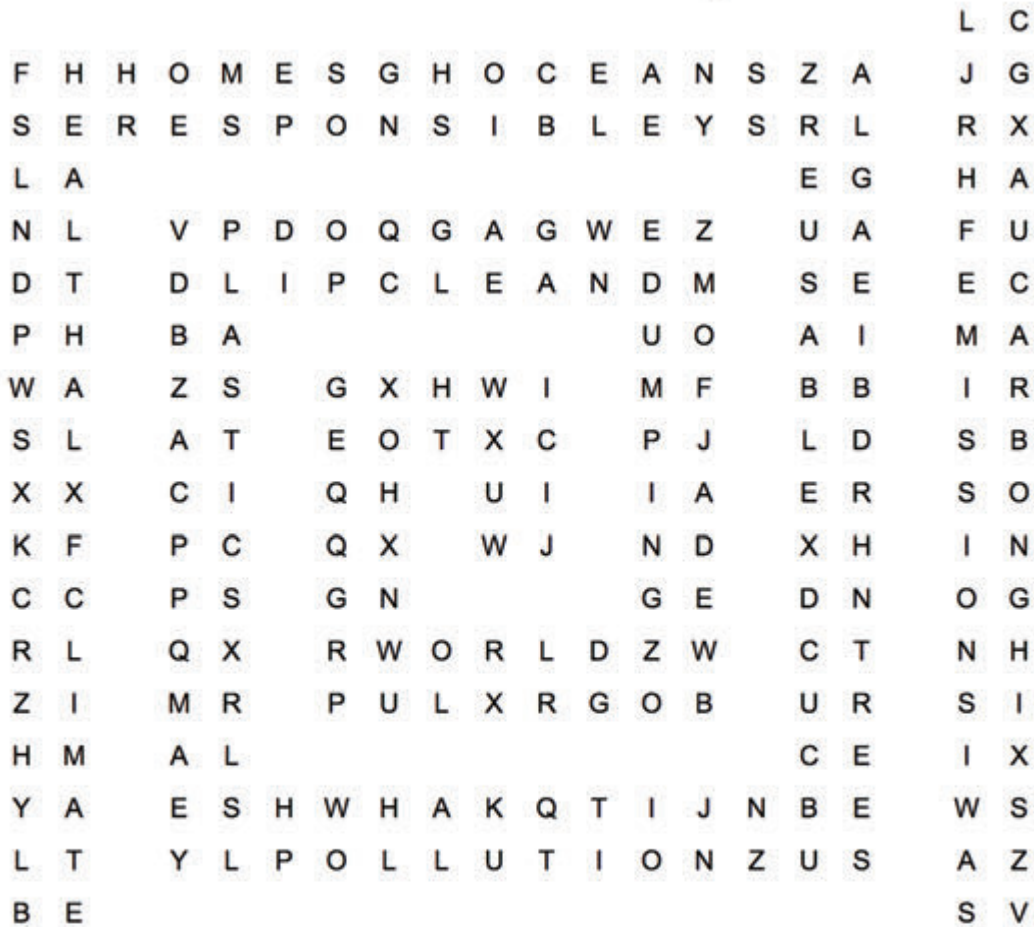 L C
F H H O M E S G H O C E A N S Z A J G
S E R E S P O N S I B L E Y S R L R X
L A E G H A
N L V P D O Q G A G W E Z U A F U
D T D L I P C L E A N D M S E E C
P H B A U O A I M A
W A Z S G X H W I M F B B I R
S L A T E O T X C P J L D S B
X X C I Q H U I I A E R S O
K F P C Q X W J N D X H I N
C C P S G N G E D N O G
R L Q X R W O R L D Z W C T N H
Z I M R P U L X R G O B U R S I
H M A L C E I X
Y A E S H W H A K Q T I J N B E W S
L T Y L P O L L U T I O N Z U S A Z
B E S V